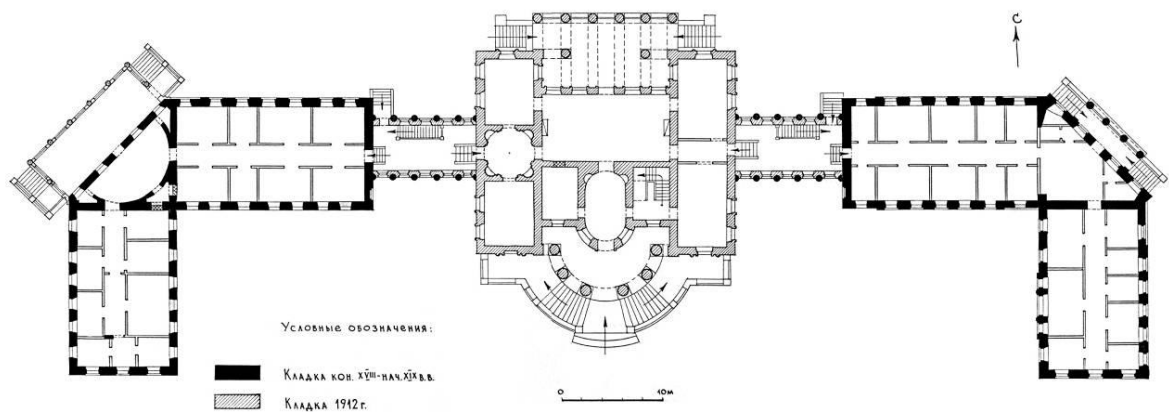 С
Условные обозначения:
Кладка кон. XVIII-нач. XIX в.в.
Кладка 1912 г.
0 10м